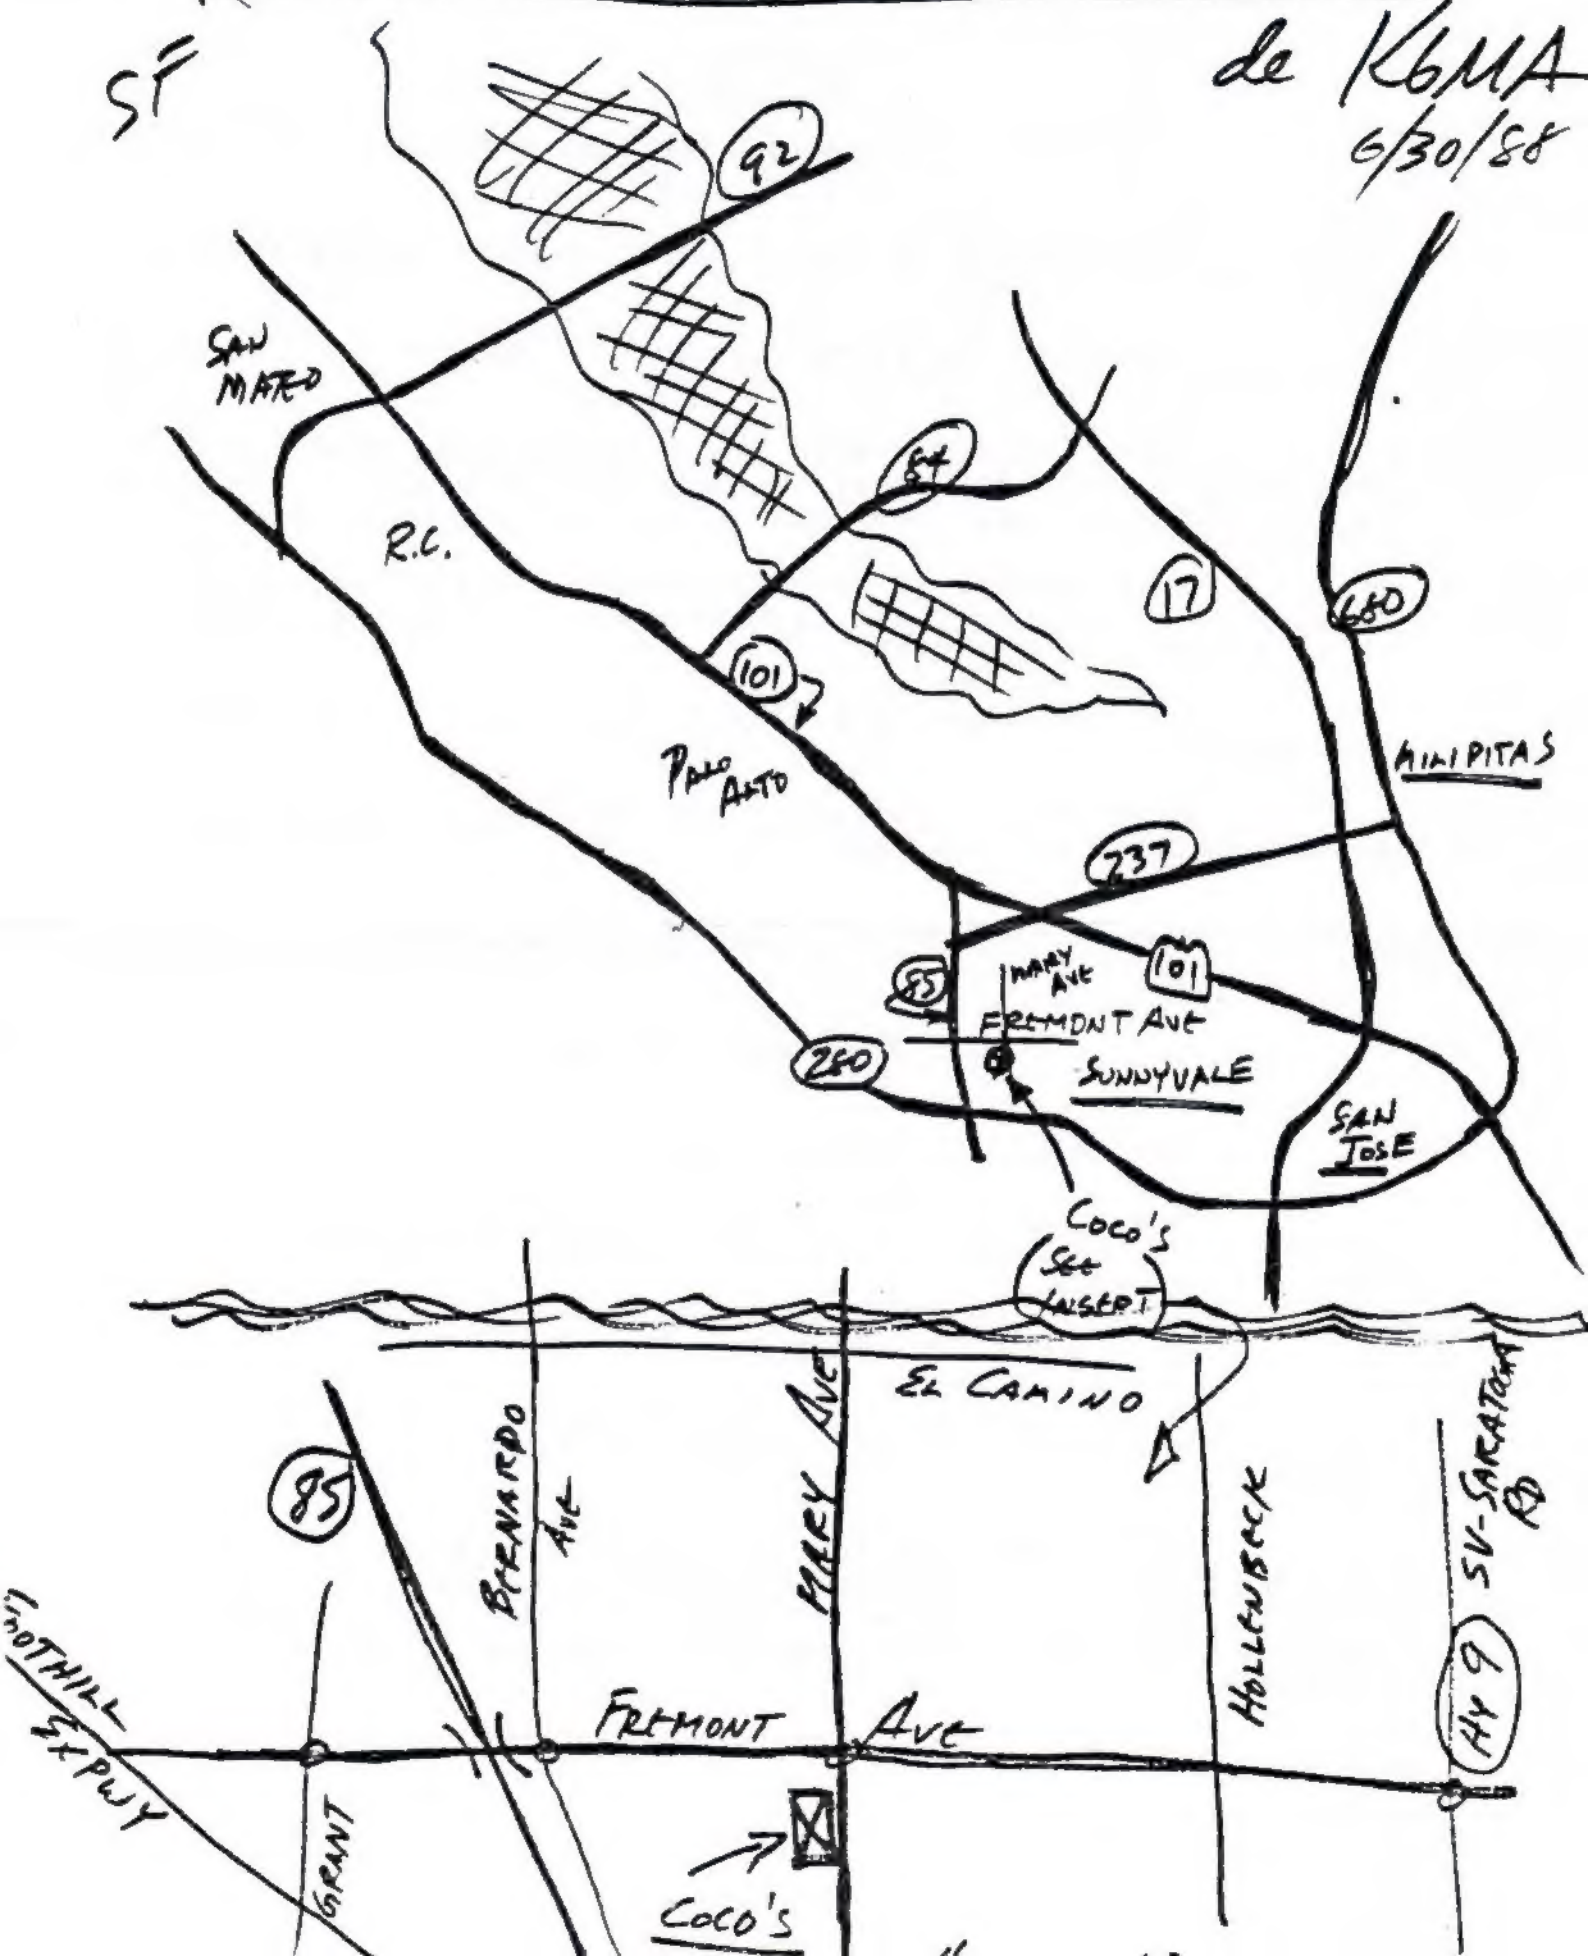 SF
de K6MA
6/30/88
92
SAN
MATEO
84
R.C.
17
680
101
PALO
ALTO
MILIPITAS
237
85
MARY
AVE
101
FREMONT AVE
280
SUNNYVALE
SAN
JOSE
COCO'S
SEE
INSERT
EL CAMINO
85
BERNARDO
AVE
MARY AVE
HOLLENBECK
SV-SARATOGA
RD
HY 9
FOOTHILL
EXPWY
FREMONT AVE
GRANT
COCO'S